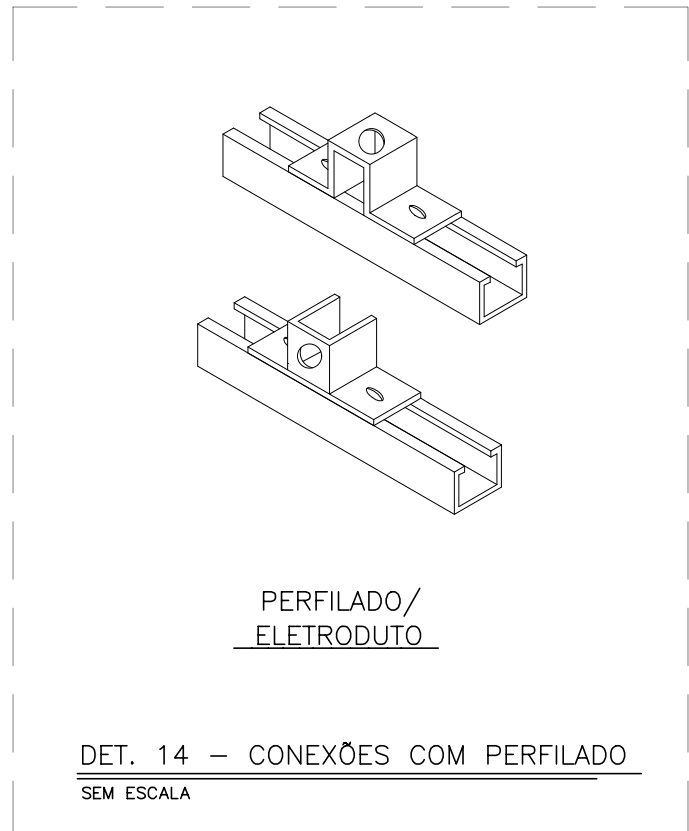 PERFILADO/
ELETRODUTO
DET. 14 – CONEXÕES COM PERFILADO
SEM ESCALA